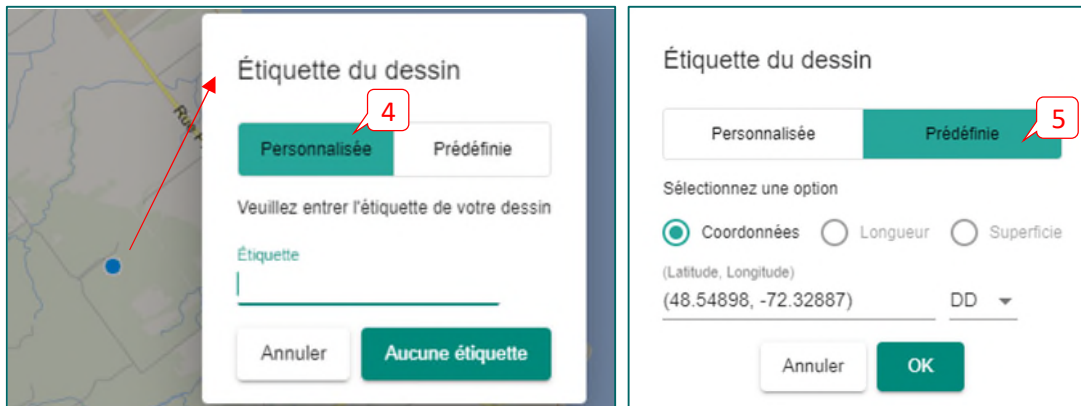 Rue P
Étiquette du dessin
4
Personnalisée Prédéfinie
Veuillez entrer l'étiquette de votre dessin
Étiquette
Annuler Aucune étiquette
Étiquette du dessin
5
Personnalisée Prédéfinie
Sélectionnez une option
Coordonnées Longueur Superficie
(Latitude, Longitude)
(48.54898, -72.32887) DD
Annuler OK